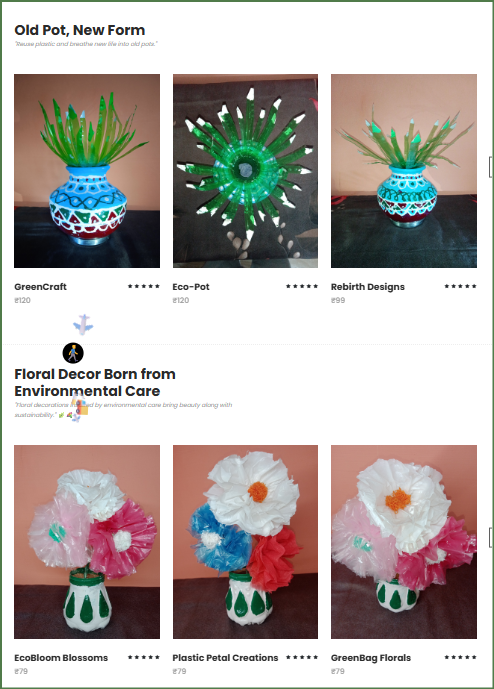 Old Pot, New Form
"Reuse plastic and breathe new life into old pots."
GreenCraft ★★★★★
₹120
Eco-Pot ★★★★★
₹120
Rebirth Designs ★★★★★
₹99
Floral Decor Born from
Environmental Care
"Floral decorations by environmental care bring beauty along with
sustainability."
EcoBloom Blossoms ★★★★★
₹79
Plastic Petal Creations ★★★★★
₹79
GreenBag Florals ★★★★★
₹79